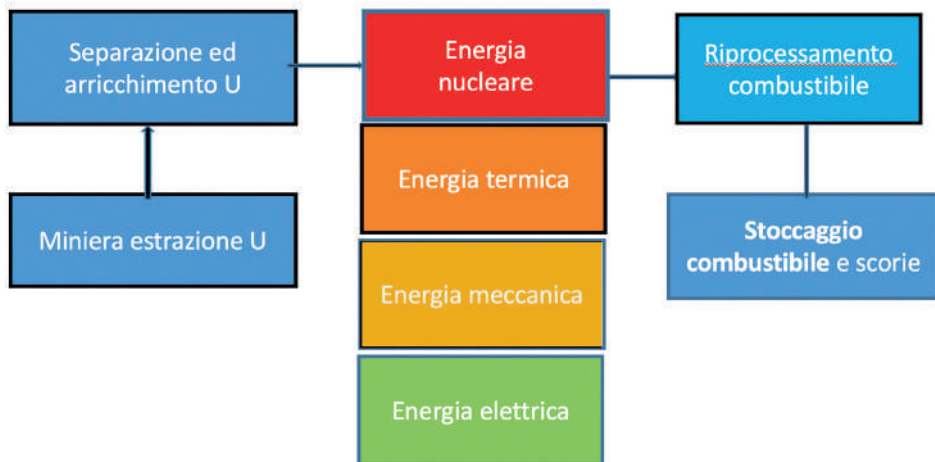 Separazione ed
arricchimento U
Miniera estrazione U
Energia
nucleare
Energia termica
Energia meccanica
Energia elettrica
Riprocessamento
combustibile
Stoccaggio
combustibile e scorie